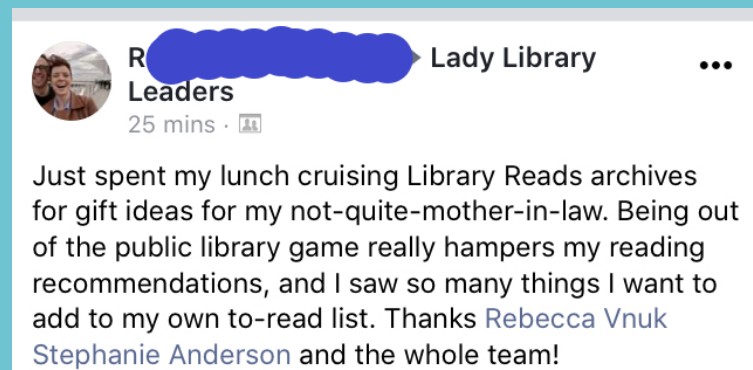 R Lady Library
Leaders
25 mins ·
Just spent my lunch cruising Library Reads archives
for gift ideas for my not-quite-mother-in-law. Being out
of the public library game really hampers my reading
recommendations, and I saw so many things I want to
add to my own to-read list. Thanks Rebecca Vnuk
Stephanie Anderson and the whole team!